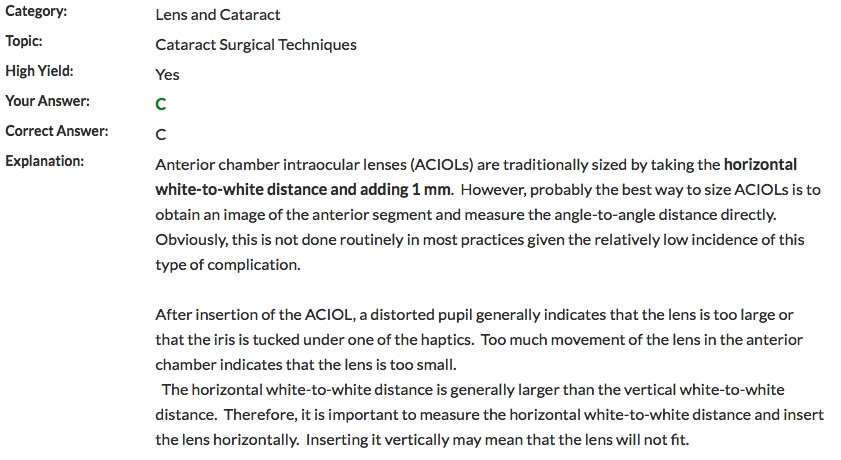 Category: Lens and Cataract
Topic: Cataract Surgical Techniques
High Yield: Yes
Your Answer: C
Correct Answer: C
Explanation: Anterior chamber intraocular lenses (ACIOLs) are traditionally sized by taking the horizontal
white-to-white distance and adding 1 mm. However, probably the best way to size ACIOLs is to
obtain an image of the anterior segment and measure the angle-to-angle distance directly.
Obviously, this is not done routinely in most practices given the relatively low incidence of this
type of complication.
After insertion of the ACIOL, a distorted pupil generally indicates that the lens is too large or
that the iris is tucked under one of the haptics. Too much movement of the lens in the anterior
chamber indicates that the lens is too small.
The horizontal white-to-white distance is generally larger than the vertical white-to-white
distance. Therefore, it is important to measure the horizontal white-to-white distance and insert
the lens horizontally. Inserting it vertically may mean that the lens will not fit.